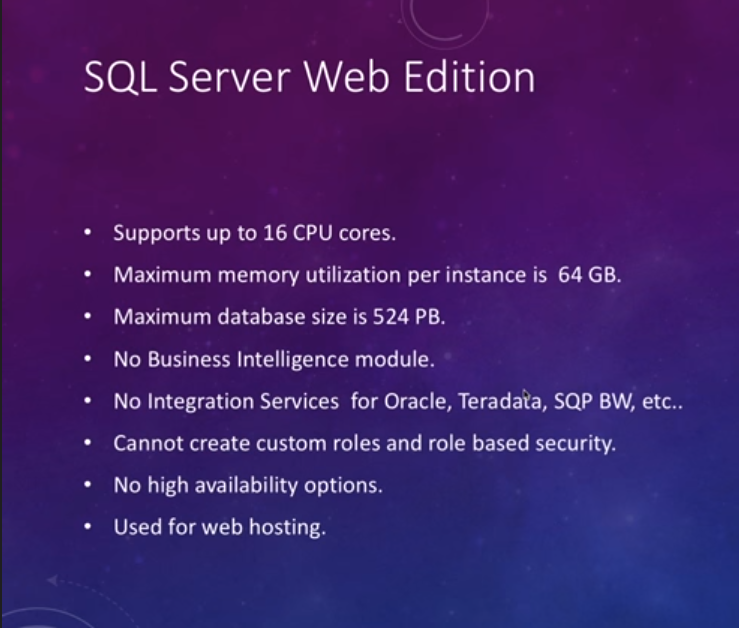 SQL Server Web Edition
• Supports up to 16 CPU cores.
• Maximum memory utilization per instance is  64 GB.
• Maximum database size is 524 PB.
• No Business Intelligence module.
• No Integration Services  for Oracle, Teradata, SQP BW, etc..
• Cannot create custom roles and role based security.
• No high availability options.
• Used for web hosting.